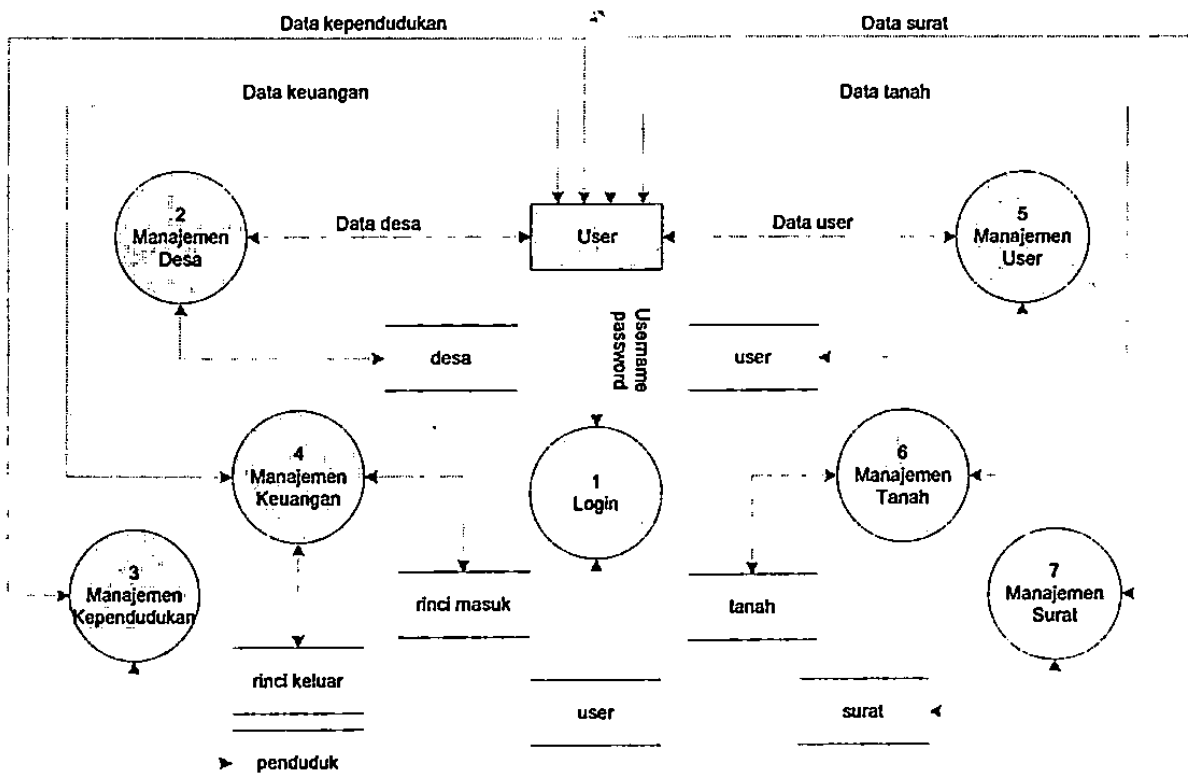 Data kependudukan
Data surat
Data keuangan
Data tanah
2
Manajemen
Desa
Data desa
User
Data user
5
Manajemen
User
desa
Username
password
user
4
Manajemen
Keuangan
1
Login
6
Manajemen
Tanah
3
Manajemen
Kependudukan
rinci masuk
tanah
7
Manajemen
Surat
rinci keluar
user
surat
penduduk